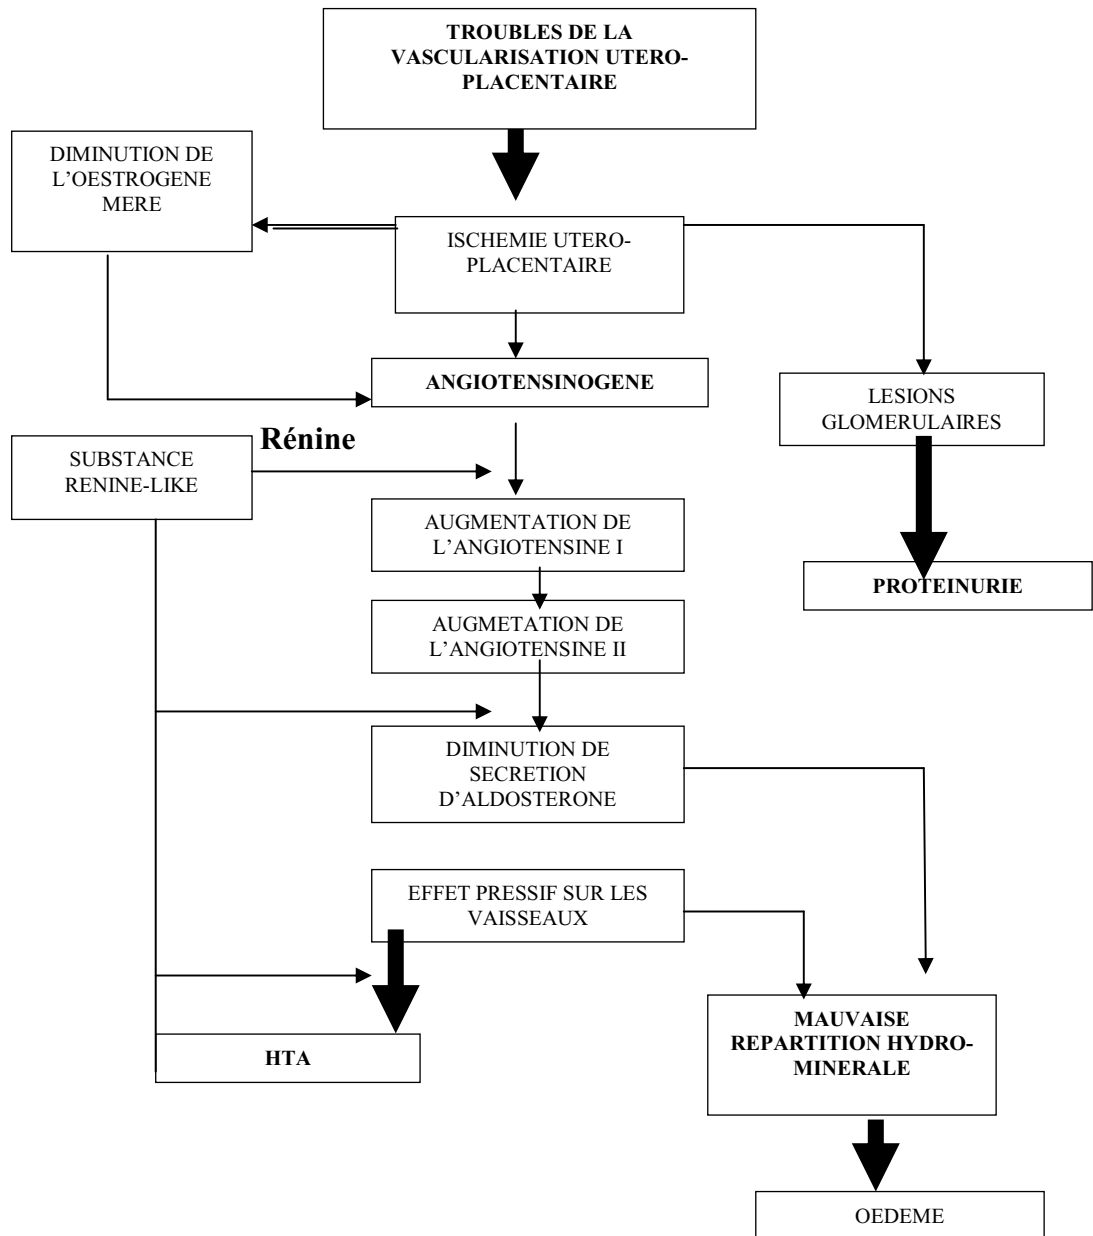 TROUBLES DE LA
VASCULARISATION UTERO-
PLACENTAIRE
DIMINUTION DE
L'OESTROGENE
MERE
ISCHEMIE UTERO-
PLACENTAIRE
ANGIOTENSINOGENE
LESIONS
GLOMERULAIRES
Rénine
SUBSTANCE
RENINE-LIKE
AUGMENTATION DE
L'ANGIOTENSINE I
PROTEINURIE
AUGMETATION DE
L'ANGIOTENSINE II
DIMINUTION DE
SECRETION
D'ALDOSTERONE
EFFET PRESSIF SUR LES
VAISSEAUX
MAUVAISE
REPARTITION HYDRO-
MINERALE
HTA
OEDEME